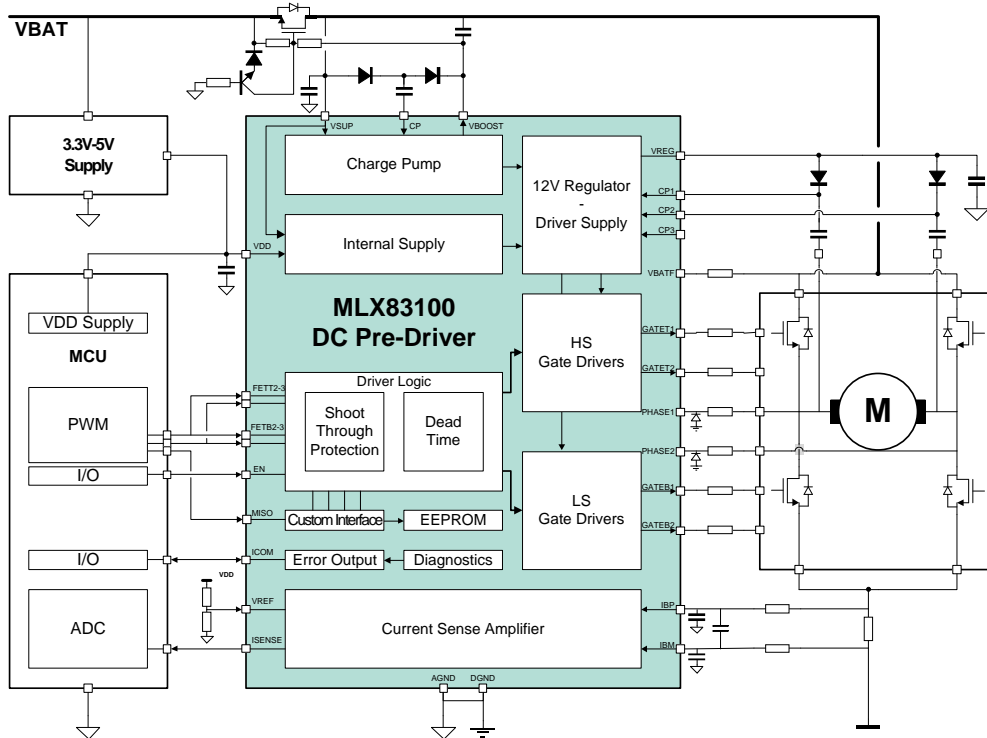 VBAT
3.3V-5V
Supply
VSUP
CP
VBOOST
Charge Pump
12V Regulator
-
Driver Supply
VREG
CP1
CP2
CP3
Internal Supply
VDD
VBATF
MLX83100
DC Pre-Driver
VDD Supply
MCU
HS
Gate Drivers
GATET1
GATET2
Driver Logic
FETT2-3
Shoot
Through
Protection
Dead
Time
PWM
FETB2-3
PHASE1
M
PHASE2
I/O
EN
LS
Gate Drivers
GATEB1
GATEB2
MISO
Custom Interface
EEPROM
I/O
ICOM
Error Output
Diagnostics
VDD
ADC
VREF
ISENSE
Current Sense Amplifier
IBP
IBM
AGND
DGND